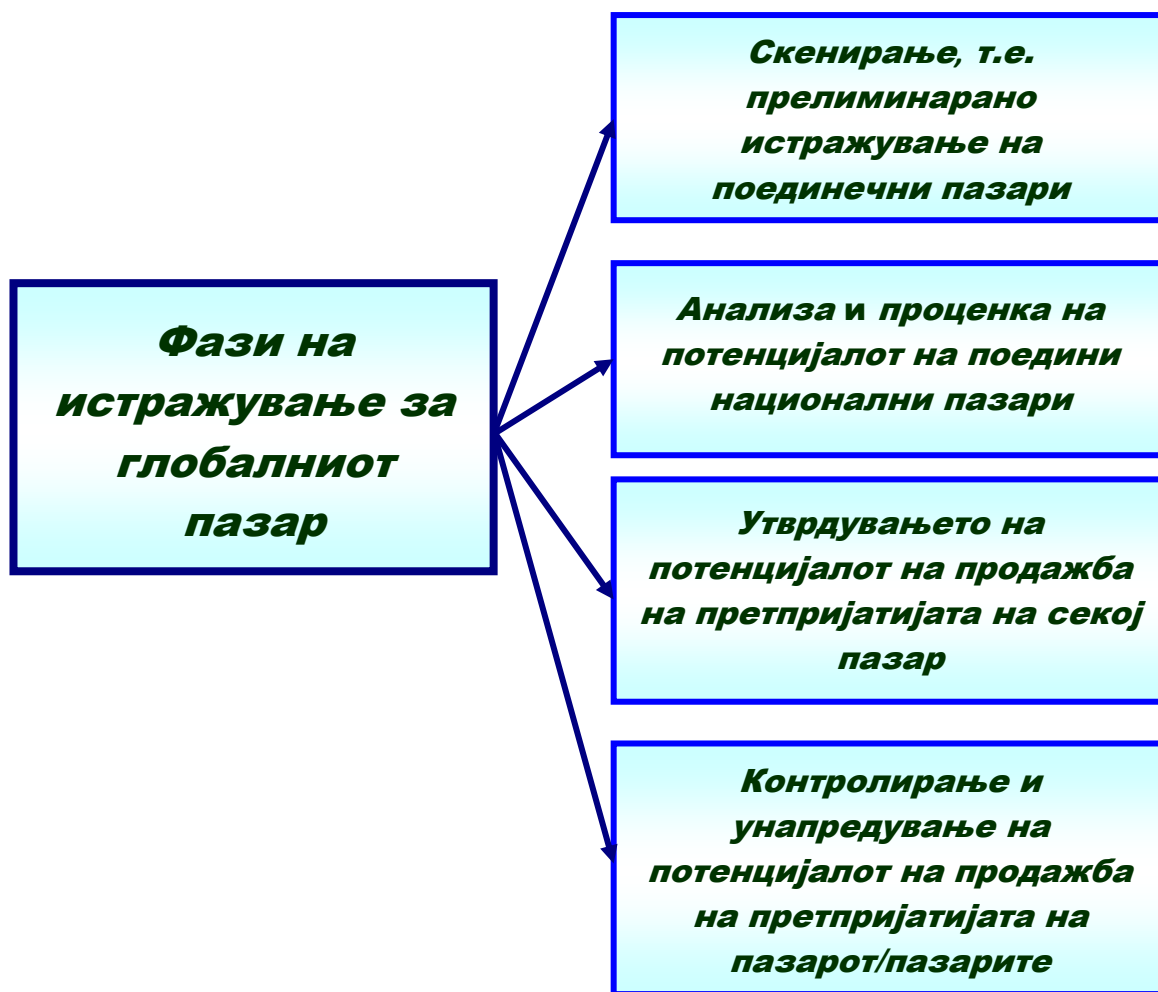 Фази на
истражување за
глобалниот
пазар
Скенирање, т.е.
прелиминарано
истражување на
поединечни пазари
Анализа и проценка на
потенцијалот на поедини
национални пазари
Утврдувањето на
потенцијалот на продажба
на претпријатијата на секој
пазар
Контролирање и
унапредување на
потенцијалот на продажба
на претпријатијата на
пазарот/пазарите